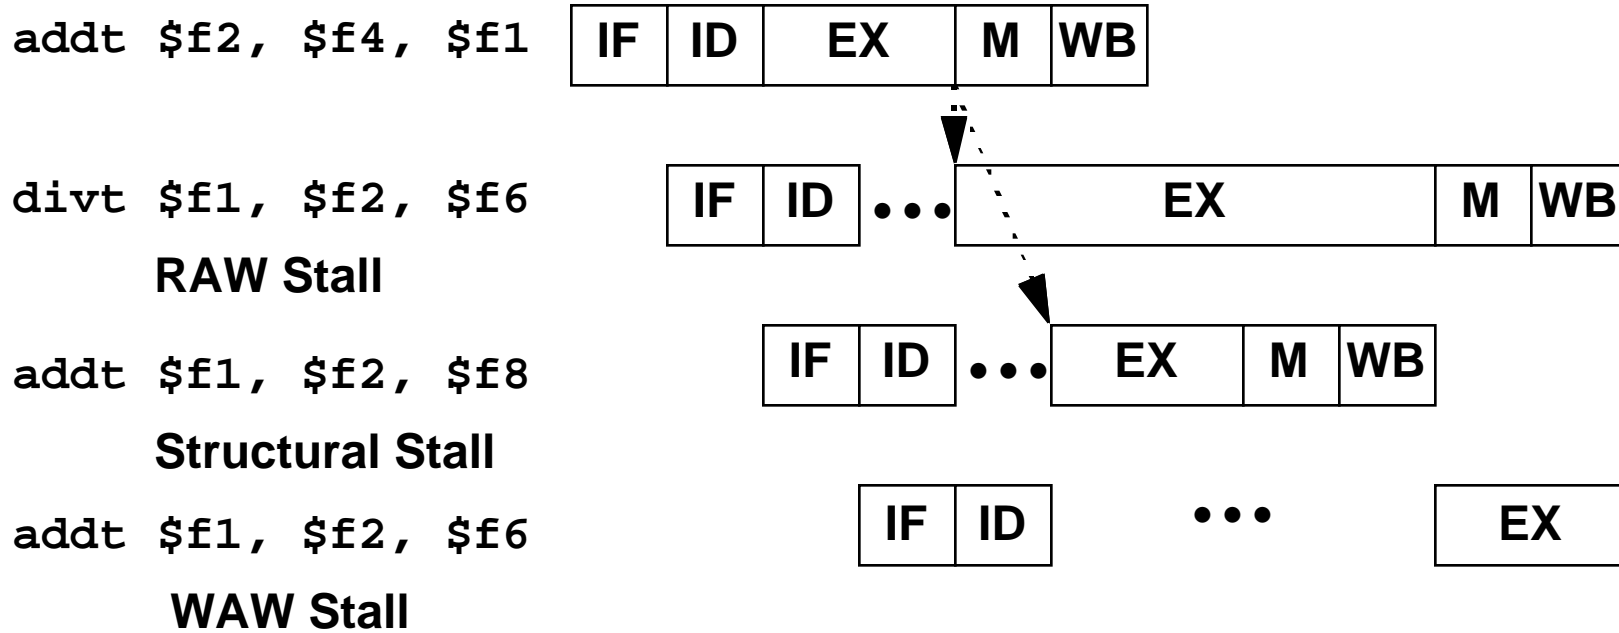 addt $f2, $f4, $f1 IF ID EX M WB
divt $f1, $f2, $f6 IF ID ••• EX M WB
RAW Stall
addt $f1, $f2, $f8 IF ID ••• EX M WB
Structural Stall
addt $f1, $f2, $f6 IF ID ••• EX
WAW Stall